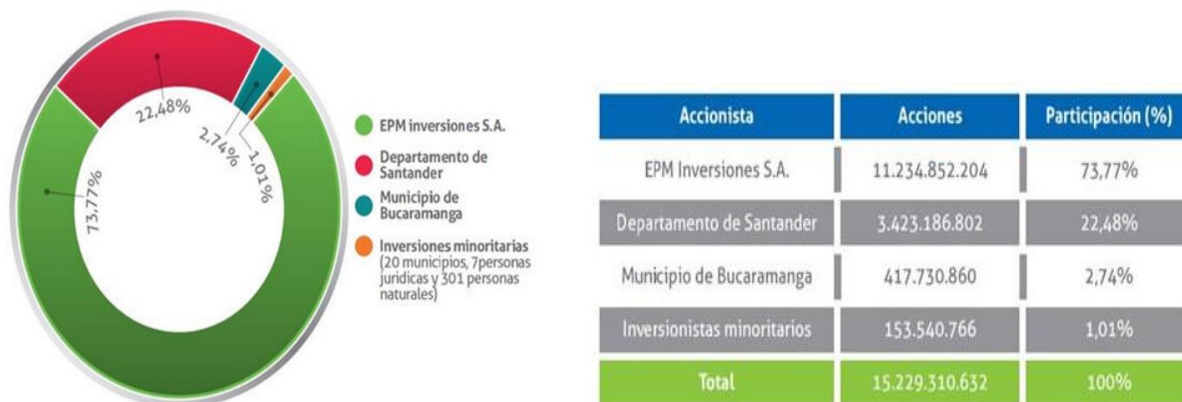 22,48%
2,74%
1,01%
73,77%
EPM inversiones S.A.
Departamento de
Santander
Municipio de
Bucaramanga
Inversiones minoritarias
(20 municipios, 7personas
juridicas y 301 personas
naturales)
Accionista Acciones Participación (%)
EPM Inversiones S.A. 11.234.852.204 73,77%
Departamento de Santander 3.423.186.802 22,48%
Municipio de Bucaramanga 417.730.860 2,74%
Inversionistas minoritarios 153.540.766 1,01%
Total 15.229.310.632 100%